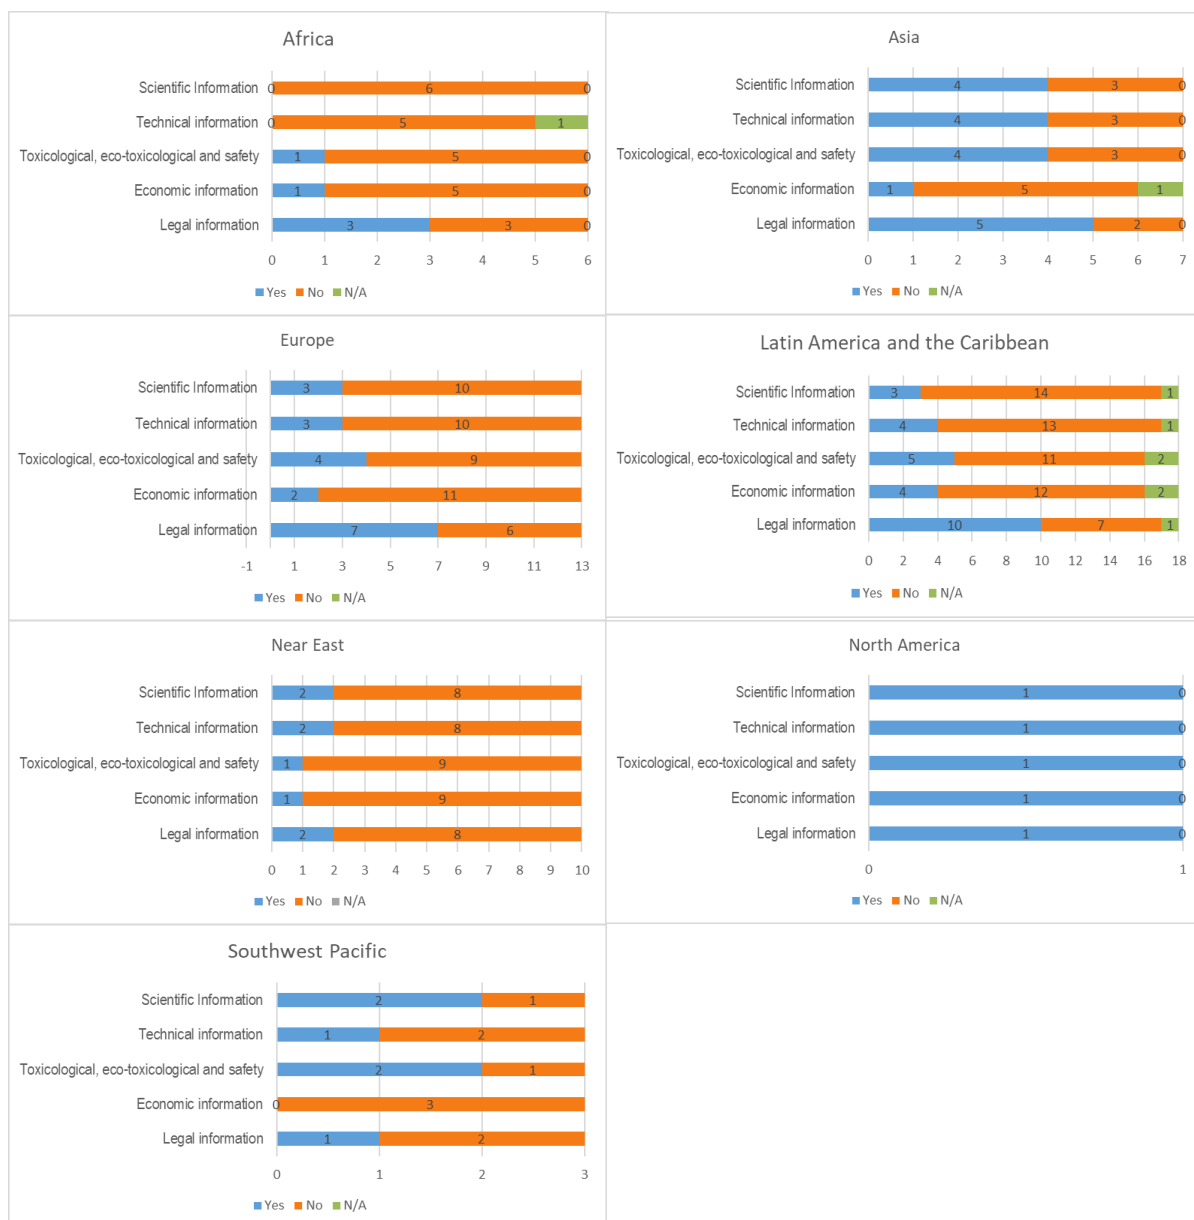 Africa
Scientific Information 0 6 0
Technical information 0 5 1
Toxicological, eco-toxicological and safety 1 5 0
Economic information 1 5 0
Legal information 3 3 0
0 1 2 3 4 5 6
Yes No N/A
Asia
Scientific Information 4 3 0
Technical information 4 3 0
Toxicological, eco-toxicological and safety 4 3 0
Economic information 1 5 1
Legal information 5 2 0
0 1 2 3 4 5 6 7
Yes No N/A
Europe
Scientific Information 3 10
Technical information 3 10
Toxicological, eco-toxicological and safety 4 9
Economic information 2 11
Legal information 7 6
-1 1 3 5 7 9 11 13
Yes No N/A
Latin America and the Caribbean
Scientific Information 3 14 1
Technical information 4 13 1
Toxicological, eco-toxicological and safety 5 11 2
Economic information 4 12 2
Legal information 10 7 1
0 2 4 6 8 10 12 14 16 18
Yes No N/A
Near East
Scientific Information 2 8
Technical information 2 8
Toxicological, eco-toxicological and safety 1 9
Economic information 1 9
Legal information 2 8
0 1 2 3 4 5 6 7 8 9 10
Yes No N/A
North America
Scientific Information 1 0
Technical information 1 0
Toxicological, eco-toxicological and safety 1 0
Economic information 1 0
Legal information 1 0
0 1
Yes No N/A
Southwest Pacific
Scientific Information 2 1
Technical information 1 2
Toxicological, eco-toxicological and safety 2 1
Economic information 0 3
Legal information 1 2
0 1 2 3
Yes No N/A